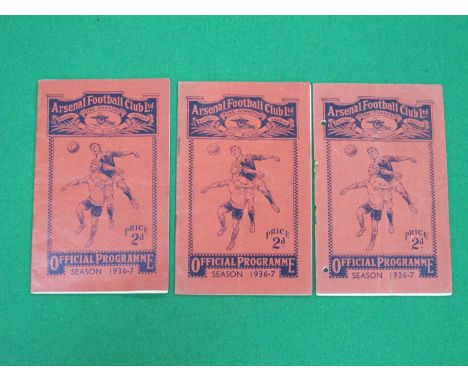 Arsenal Football Club Ltd
PRICE
2d
OFFICIAL PROGRAMME
SEASON 1936-7
Arsenal Football Club Ltd
PRICE
2d
OFFICIAL PROGRAMME
SEASON 1936-7
Arsenal Football Club Ltd
PRICE
2d
OFFICIAL PROGRAMME
SEASON 1936-7